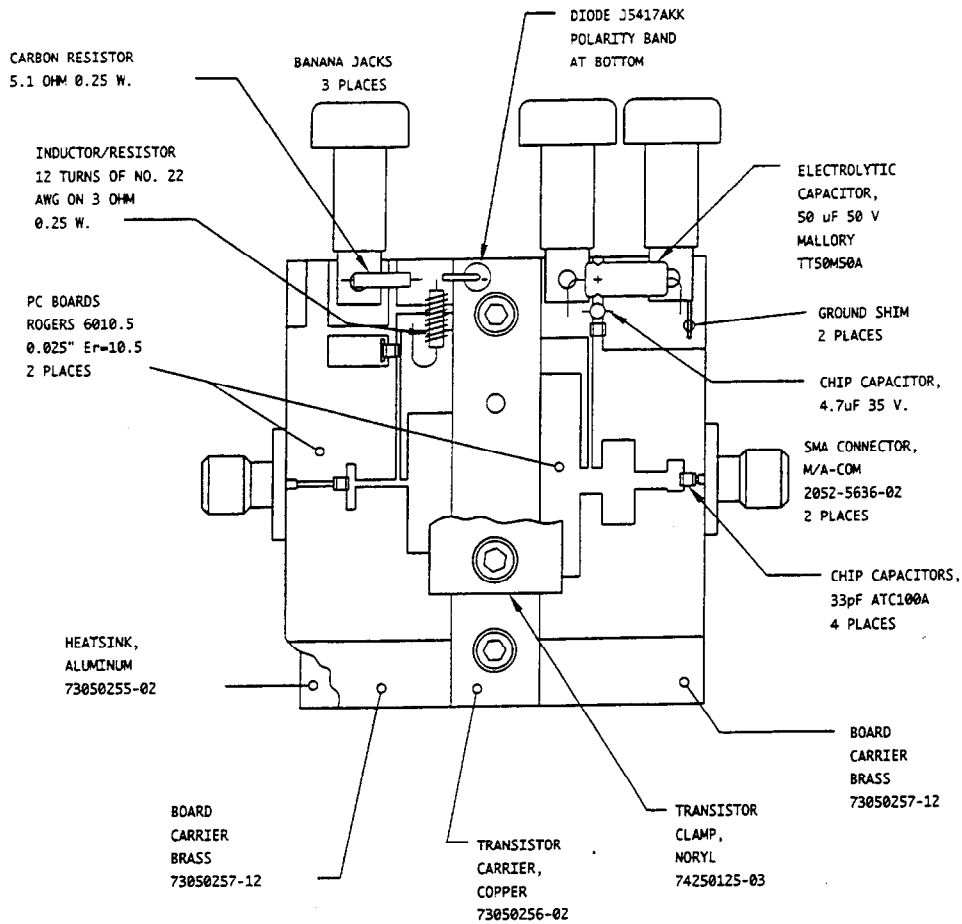 DIODE J5417AKK
POLARITY BAND
AT BOTTOM
CARBON RESISTOR
5.1 OHM 0.25 W.
BANANA JACKS
3 PLACES
INDUCTOR/RESISTOR
12 TURNS OF NO. 22
AWG ON 3 OHM
0.25 W.
ELECTROLYTIC
CAPACITOR,
50 uF 50 V
MALLORY
TT50M50A
PC BOARDS
ROGERS 6010.5
0.025" Er=10.5
2 PLACES
GROUND SHIM
2 PLACES
CHIP CAPACITOR,
4.7uF 35 V.
SMA CONNECTOR,
M/A-COM
2052-5636-02
2 PLACES
CHIP CAPACITORS,
33pF ATC100A
4 PLACES
HEATSINK,
ALUMINUM
73050255-02
BOARD
CARRIER
BRASS
73050257-12
BOARD
CARRIER
BRASS
73050257-12
TRANSISTOR
CARRIER,
COPPER
73050256-02
TRANSISTOR
CLAMP,
NORYL
74250125-03